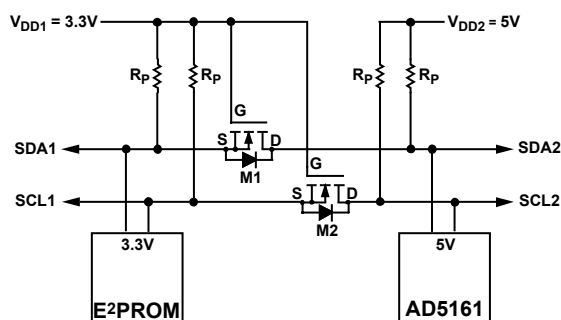 VDD1 = 3.3V
VDD2 = 5V
RP
RP
RP
RP
G
SDA1
S
D
SDA2
M1
G
SCL1
S
D
SCL2
M2
3.3V
5V
E2PROM
AD5161